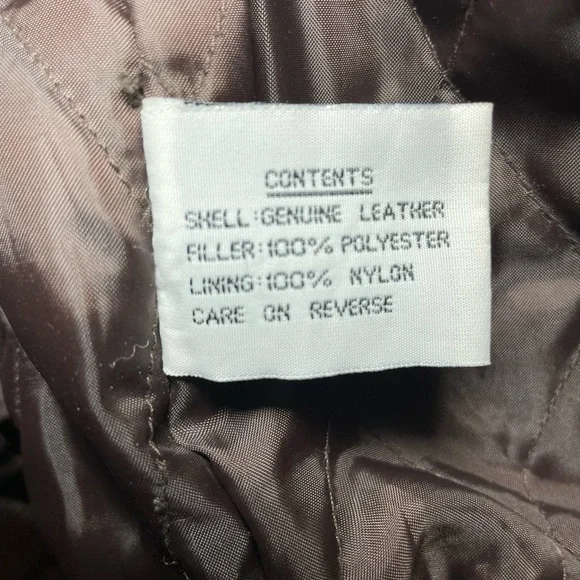 CONTENTS
SHELL:GENUINE LEATHER
FILLER:100% POLYESTER
LINING:100% NYLON
CARE ON REVERSE